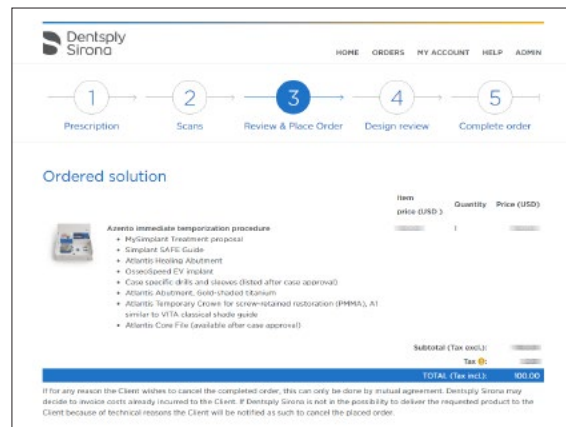 Dentsply
Sirona
HOME ORDERS MY ACCOUNT HELP ADMIN
1 2 3 4 5
Prescription Scans Review & Place Order Design review Complete order
Ordered solution
Item
price (USD ) Quantity Price (USD)
Azento immediate temporization procedure 1
• MySimplant Treatment proposal
• Simplant SAFE Guide
• Atlantis Healing Abutment
• OsseoSpeed EV implant
• Case specific drills and sleeves (listed after case approval)
• Atlantis Abutment, Gold-shaded titanium
• Atlantis Temporary Crown for screw-retained restoration (PMMA), A1
similar to VITA classical shade guide
• Atlantis Core File (available after case approval)
Subtotal (Tax excl.):
Tax :
TOTAL (Tax incl.): 100.00
If for any reason the Client wishes to cancel the completed order, this can only be done by mutual agreement. Dentsply Sirona may
decide to invoice costs already incurred to the Client. If Dentsply Sirona is not in the possibility to deliver the requested product to the
Client because of technical reasons the Client will be notified as such to cancel the placed order.